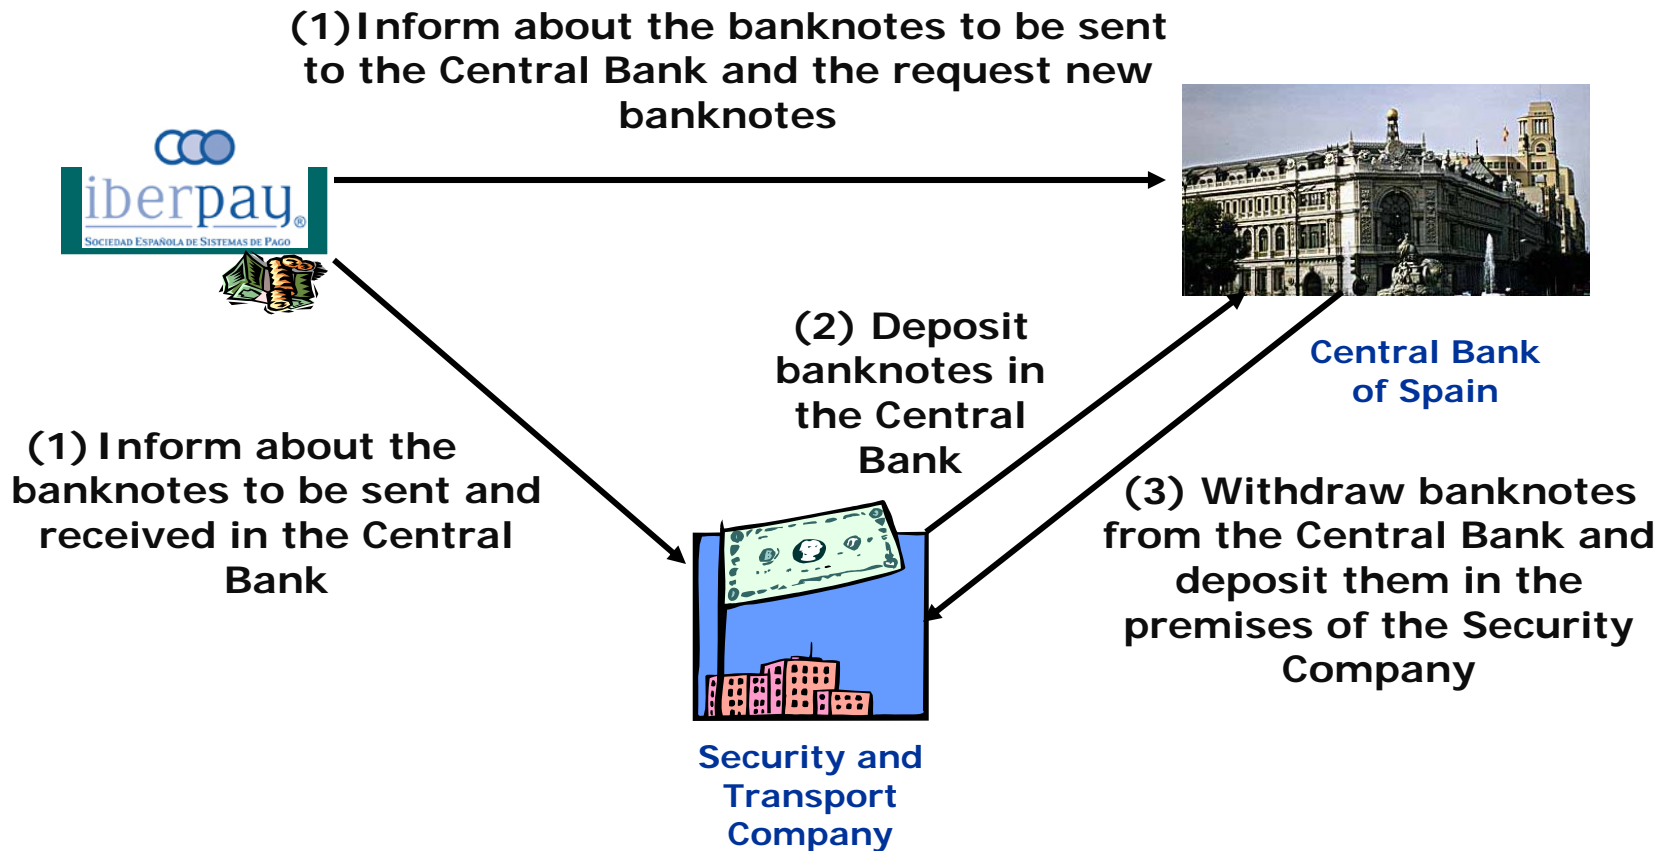 (1)Inform about the banknotes to be sent
to the Central Bank and the request new
banknotes
iberpay®
SOCIEDAD ESPAÑOLA DE SISTEMAS DE PAGO
(2) Deposit
banknotes in
the Central
Bank
Central Bank
of Spain
(1) Inform about the
banknotes to be sent and
received in the Central
Bank
(3) Withdraw banknotes
from the Central Bank and
deposit them in the
premises of the Security
Company
Security and
Transport
Company